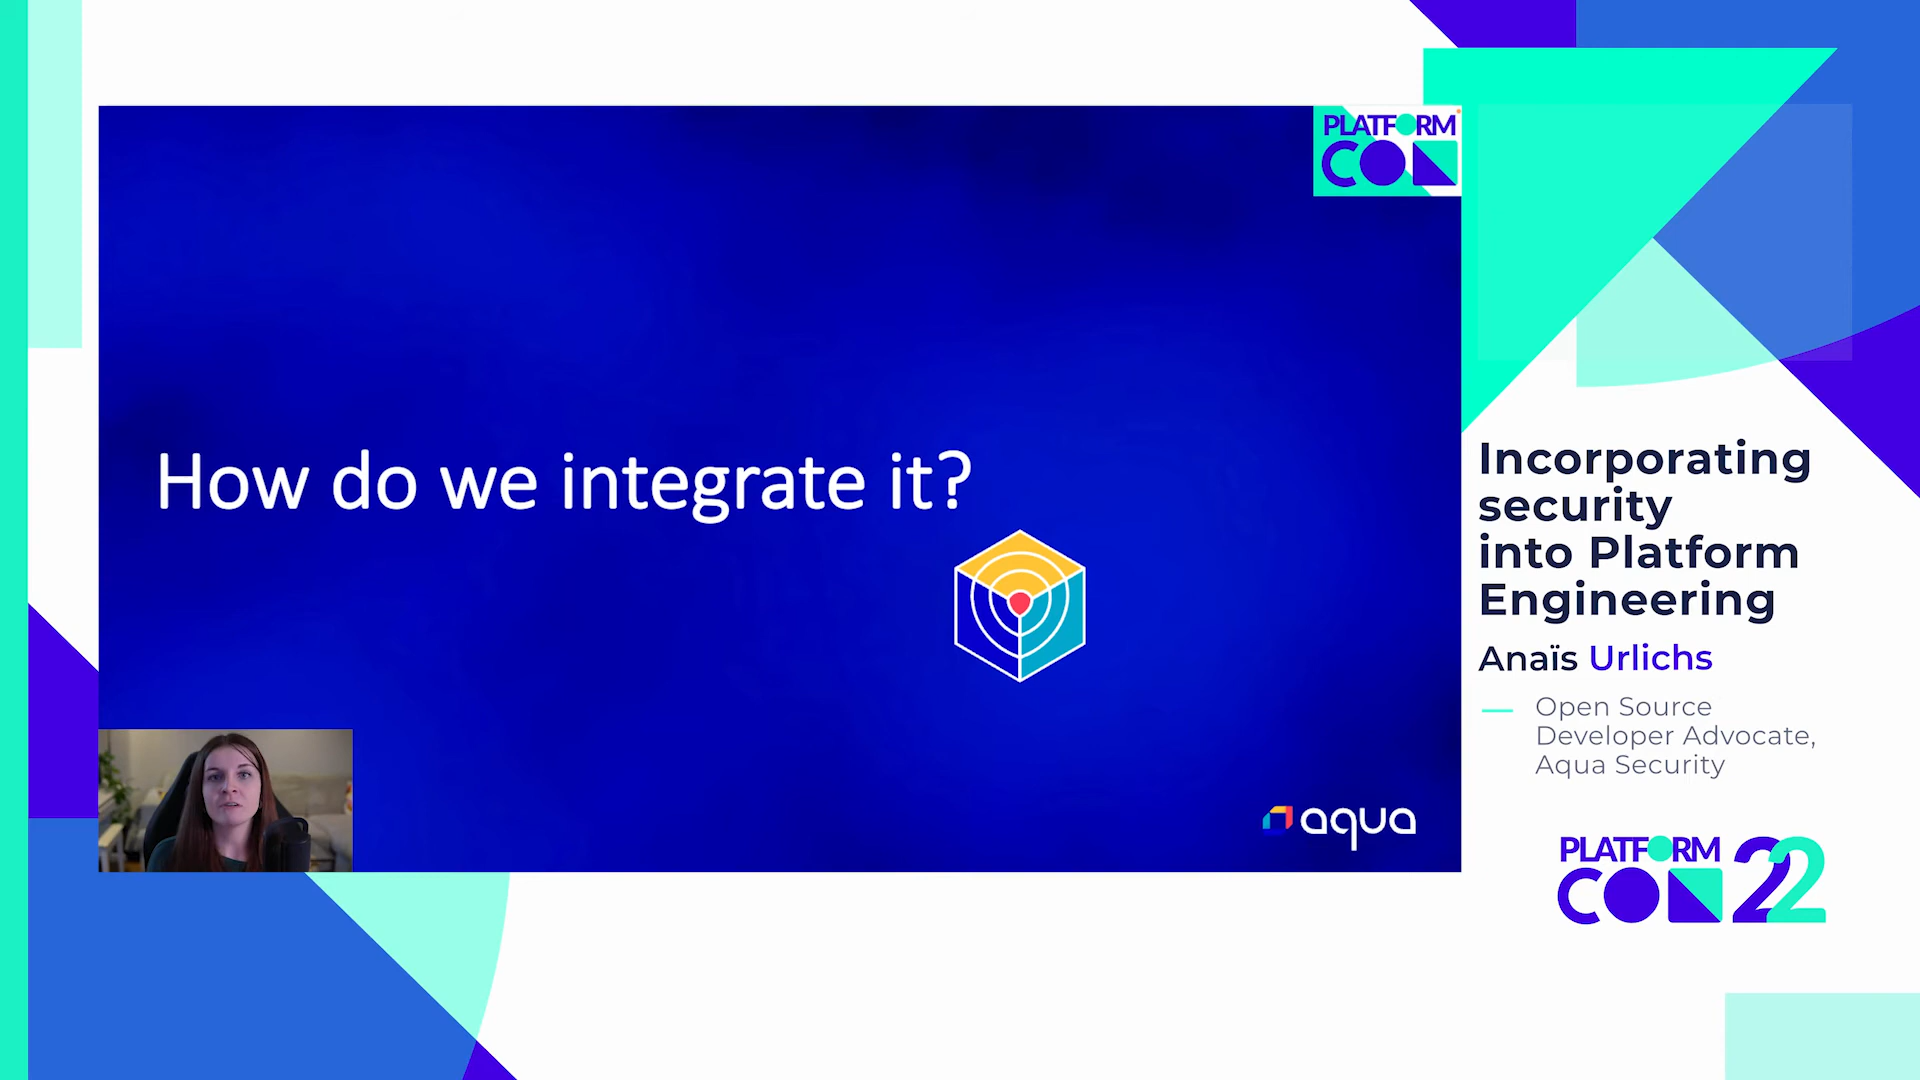 PLATFORM
CON
How do we integrate it?
aqua
Incorporating
security
into Platform
Engineering
Anaïs Urlichs
Open Source
Developer Advocate,
Aqua Security
PLATFORM
CON 22